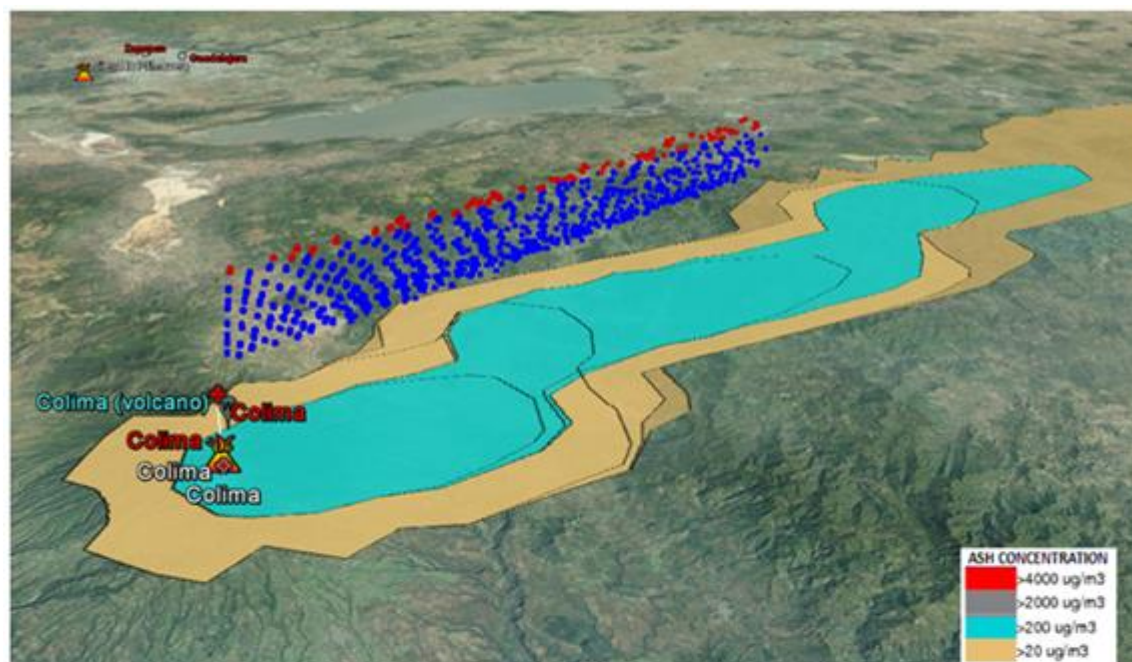 Zapopan
Guadalajara
Colima (volcano)
Colima
Colima
Colima
Colima
ASH CONCENTRATION
>4000 ug/m3
>2000 ug/m3
>200 ug/m3
>20 ug/m3